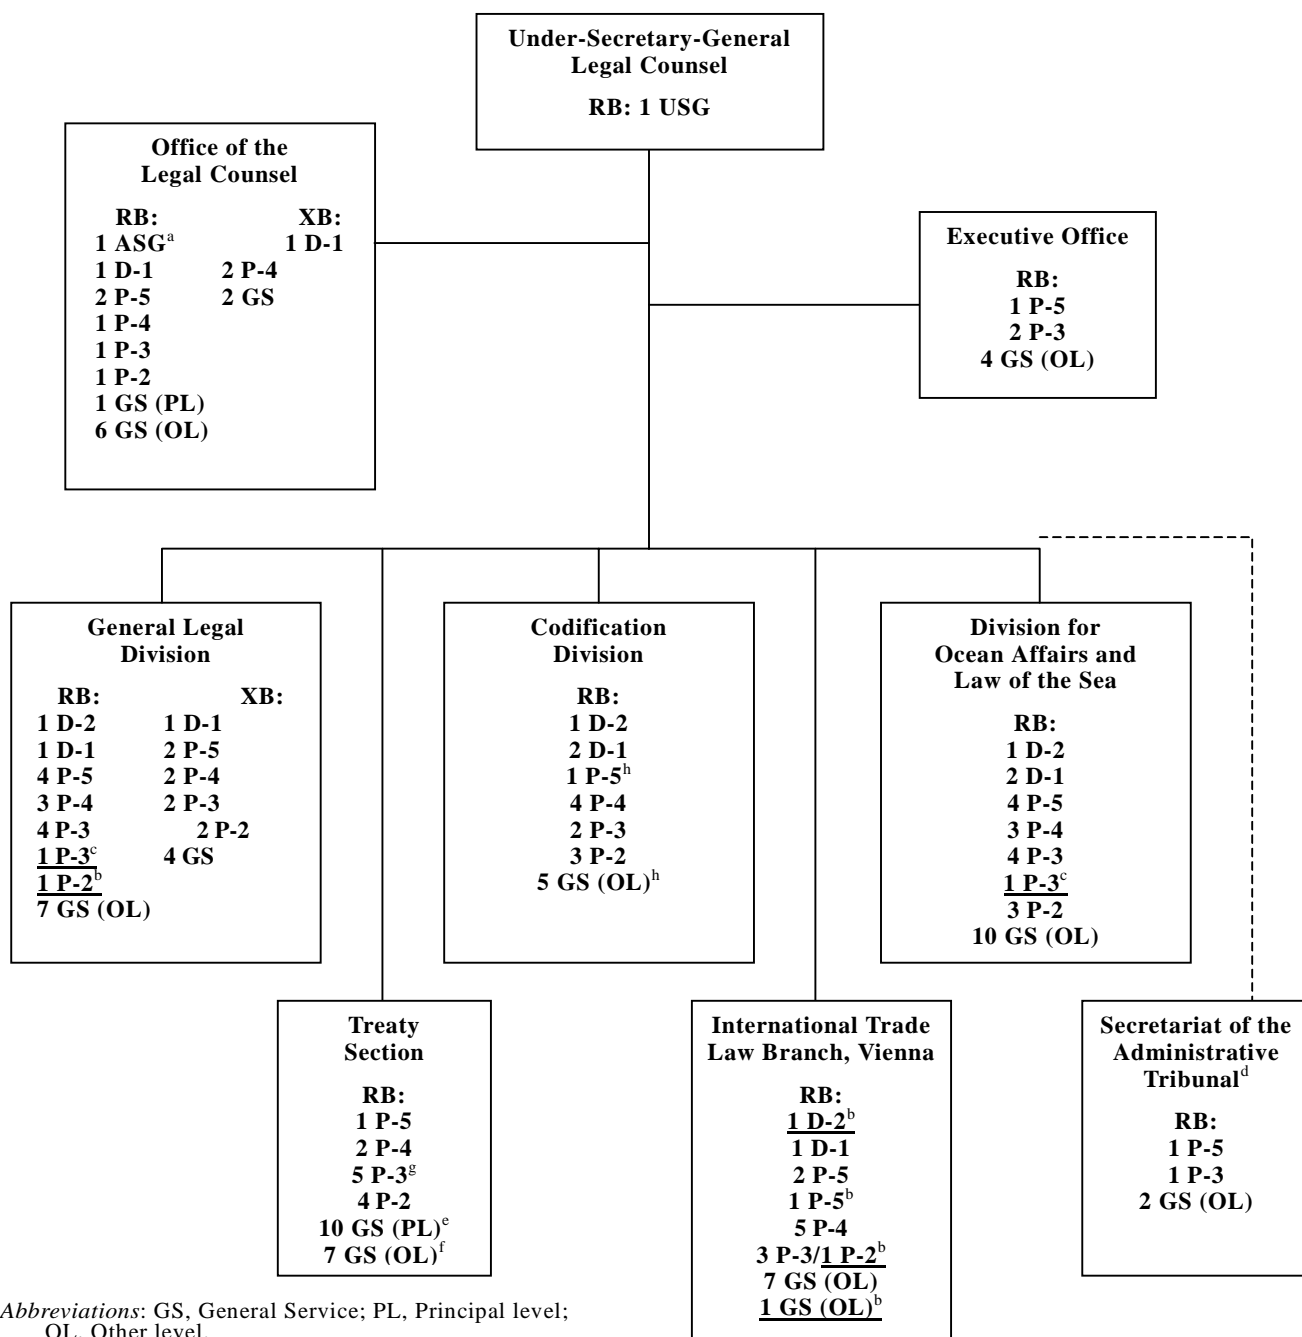 Under-Secretary-General
Legal Counsel
RB: 1 USG
Office of the
Legal Counsel
RB: XB:
1 ASGa 1 D-1
1 D-1 2 P-4
2 P-5 2 GS
1 P-4
1 P-3
1 P-2
1 GS (PL)
6 GS (OL)
Executive Office
RB:
1 P-5
2 P-3
4 GS (OL)
General Legal
Division
RB: XB:
1 D-2 1 D-1
1 D-1 2 P-5
4 P-5 2 P-4
3 P-4 2 P-3
4 P-3 2 P-2
1 P-3c 4 GS
1 P-2b
7 GS (OL)
Codification
Division
RB:
1 D-2
2 D-1
1 P-5h
4 P-4
2 P-3
3 P-2
5 GS (OL)h
Division for
Ocean Affairs and
Law of the Sea
RB:
1 D-2
2 D-1
4 P-5
3 P-4
4 P-3
1 P-3c
3 P-2
10 GS (OL)
Treaty
Section
RB:
1 P-5
2 P-4
5 P-3g
4 P-2
10 GS (PL)e
7 GS (OL)f
International Trade
Law Branch, Vienna
RB:
1 D-2b
1 D-1
2 P-5
1 P-5b
5 P-4
3 P-3/1 P-2b
7 GS (OL)
1 GS (OL)b
Secretariat of the
Administrative
Tribunald
RB:
1 P-5
1 P-3
2 GS (OL)
Abbreviations: GS, General Service; PL, Principal level;
OL, Other level.